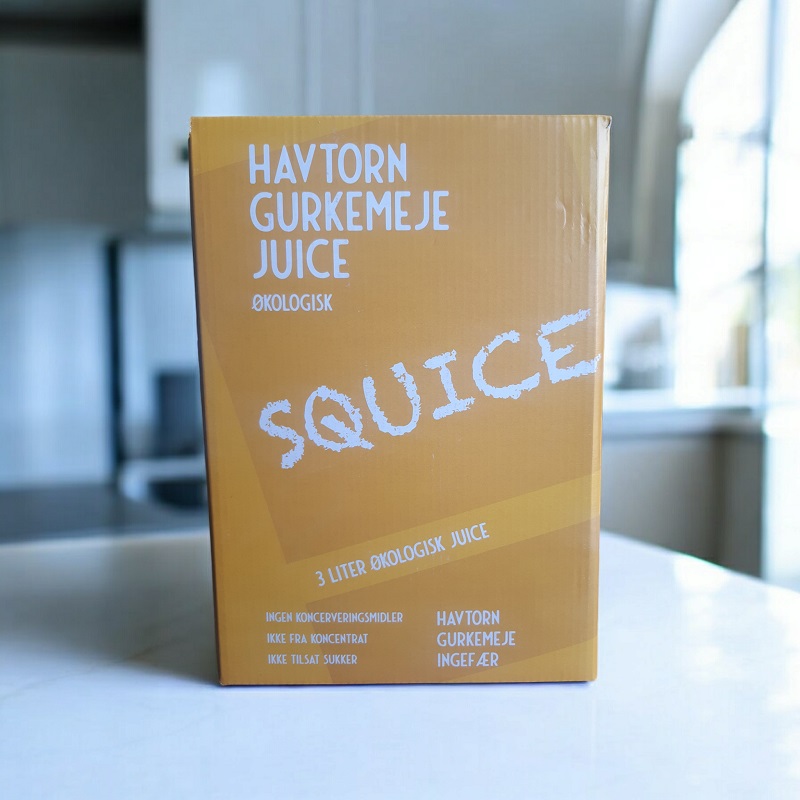 HAVTORN
GURKEMEJE
JUICE
ØKOLOGISK
SQUICE
3 LITER ØKOLOGISK JUICE
INGEN KONCERVERINGSMIDLER
IKKE FRA KONCENTRAT
IKKE TILSAT SUKKER
HAVTORN
GURKEMEJE
INGEFÆR